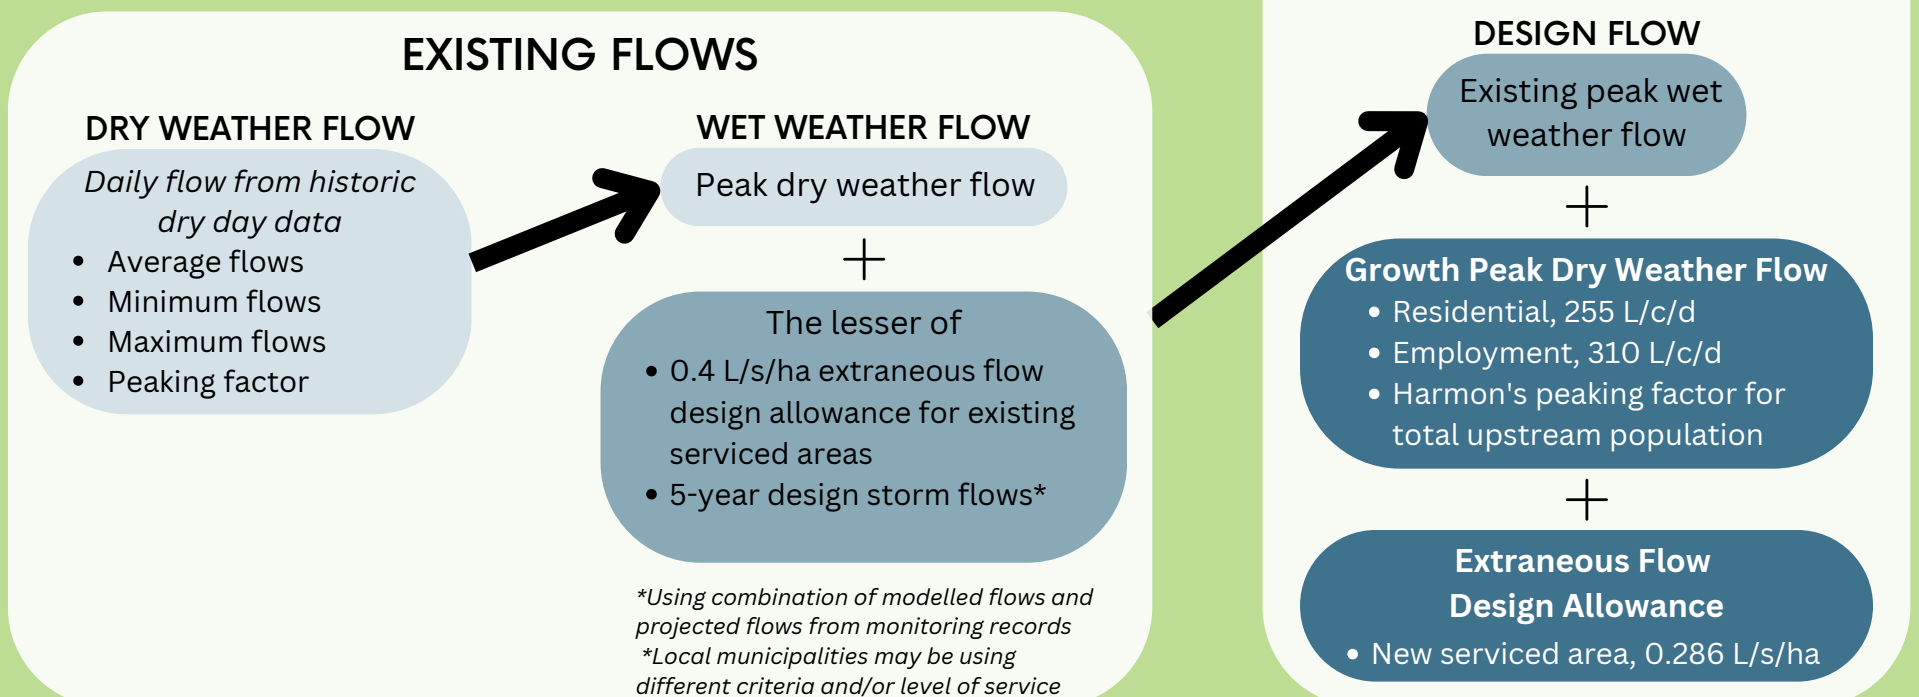 EXISTING FLOWS
DRY WEATHER FLOW
Daily flow from historic
dry day data
• Average flows
• Minimum flows
• Maximum flows
• Peaking factor
WET WEATHER FLOW
Peak dry weather flow
+
The lesser of
• 0.4 L/s/ha extraneous flow
design allowance for existing
serviced areas
• 5-year design storm flows*
*Using combination of modelled flows and
projected flows from monitoring records
*Local municipalities may be using
different criteria and/or level of service
DESIGN FLOW
Existing peak wet
weather flow
+
Growth Peak Dry Weather Flow
• Residential, 255 L/c/d
• Employment, 310 L/c/d
• Harmon's peaking factor for
total upstream population
+
Extraneous Flow
Design Allowance
• New serviced area, 0.286 L/s/ha